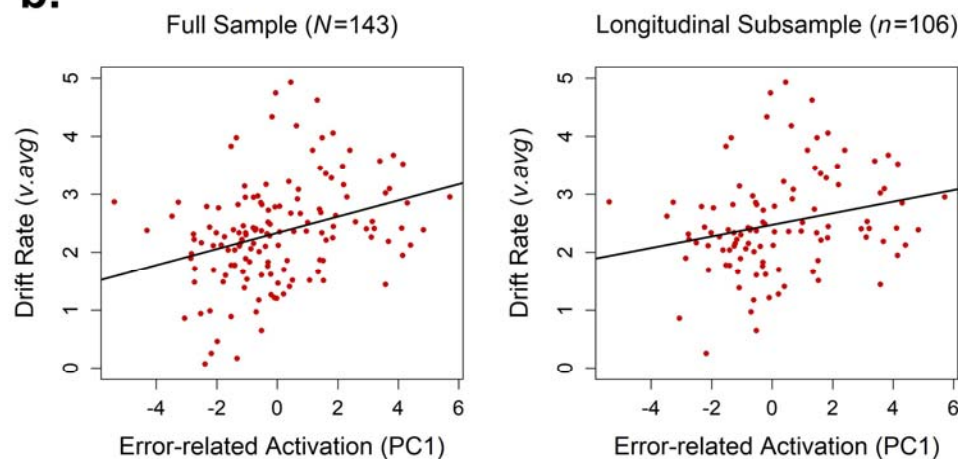 b.
Full Sample (N=143)
Longitudinal Subsample (n=106)
Drift Rate (v.avg)
5
4
3
2
1
0
-4 -2 0 2 4 6
Error-related Activation (PC1)
Drift Rate (v.avg)
5
4
3
2
1
0
-4 -2 0 2 4 6
Error-related Activation (PC1)